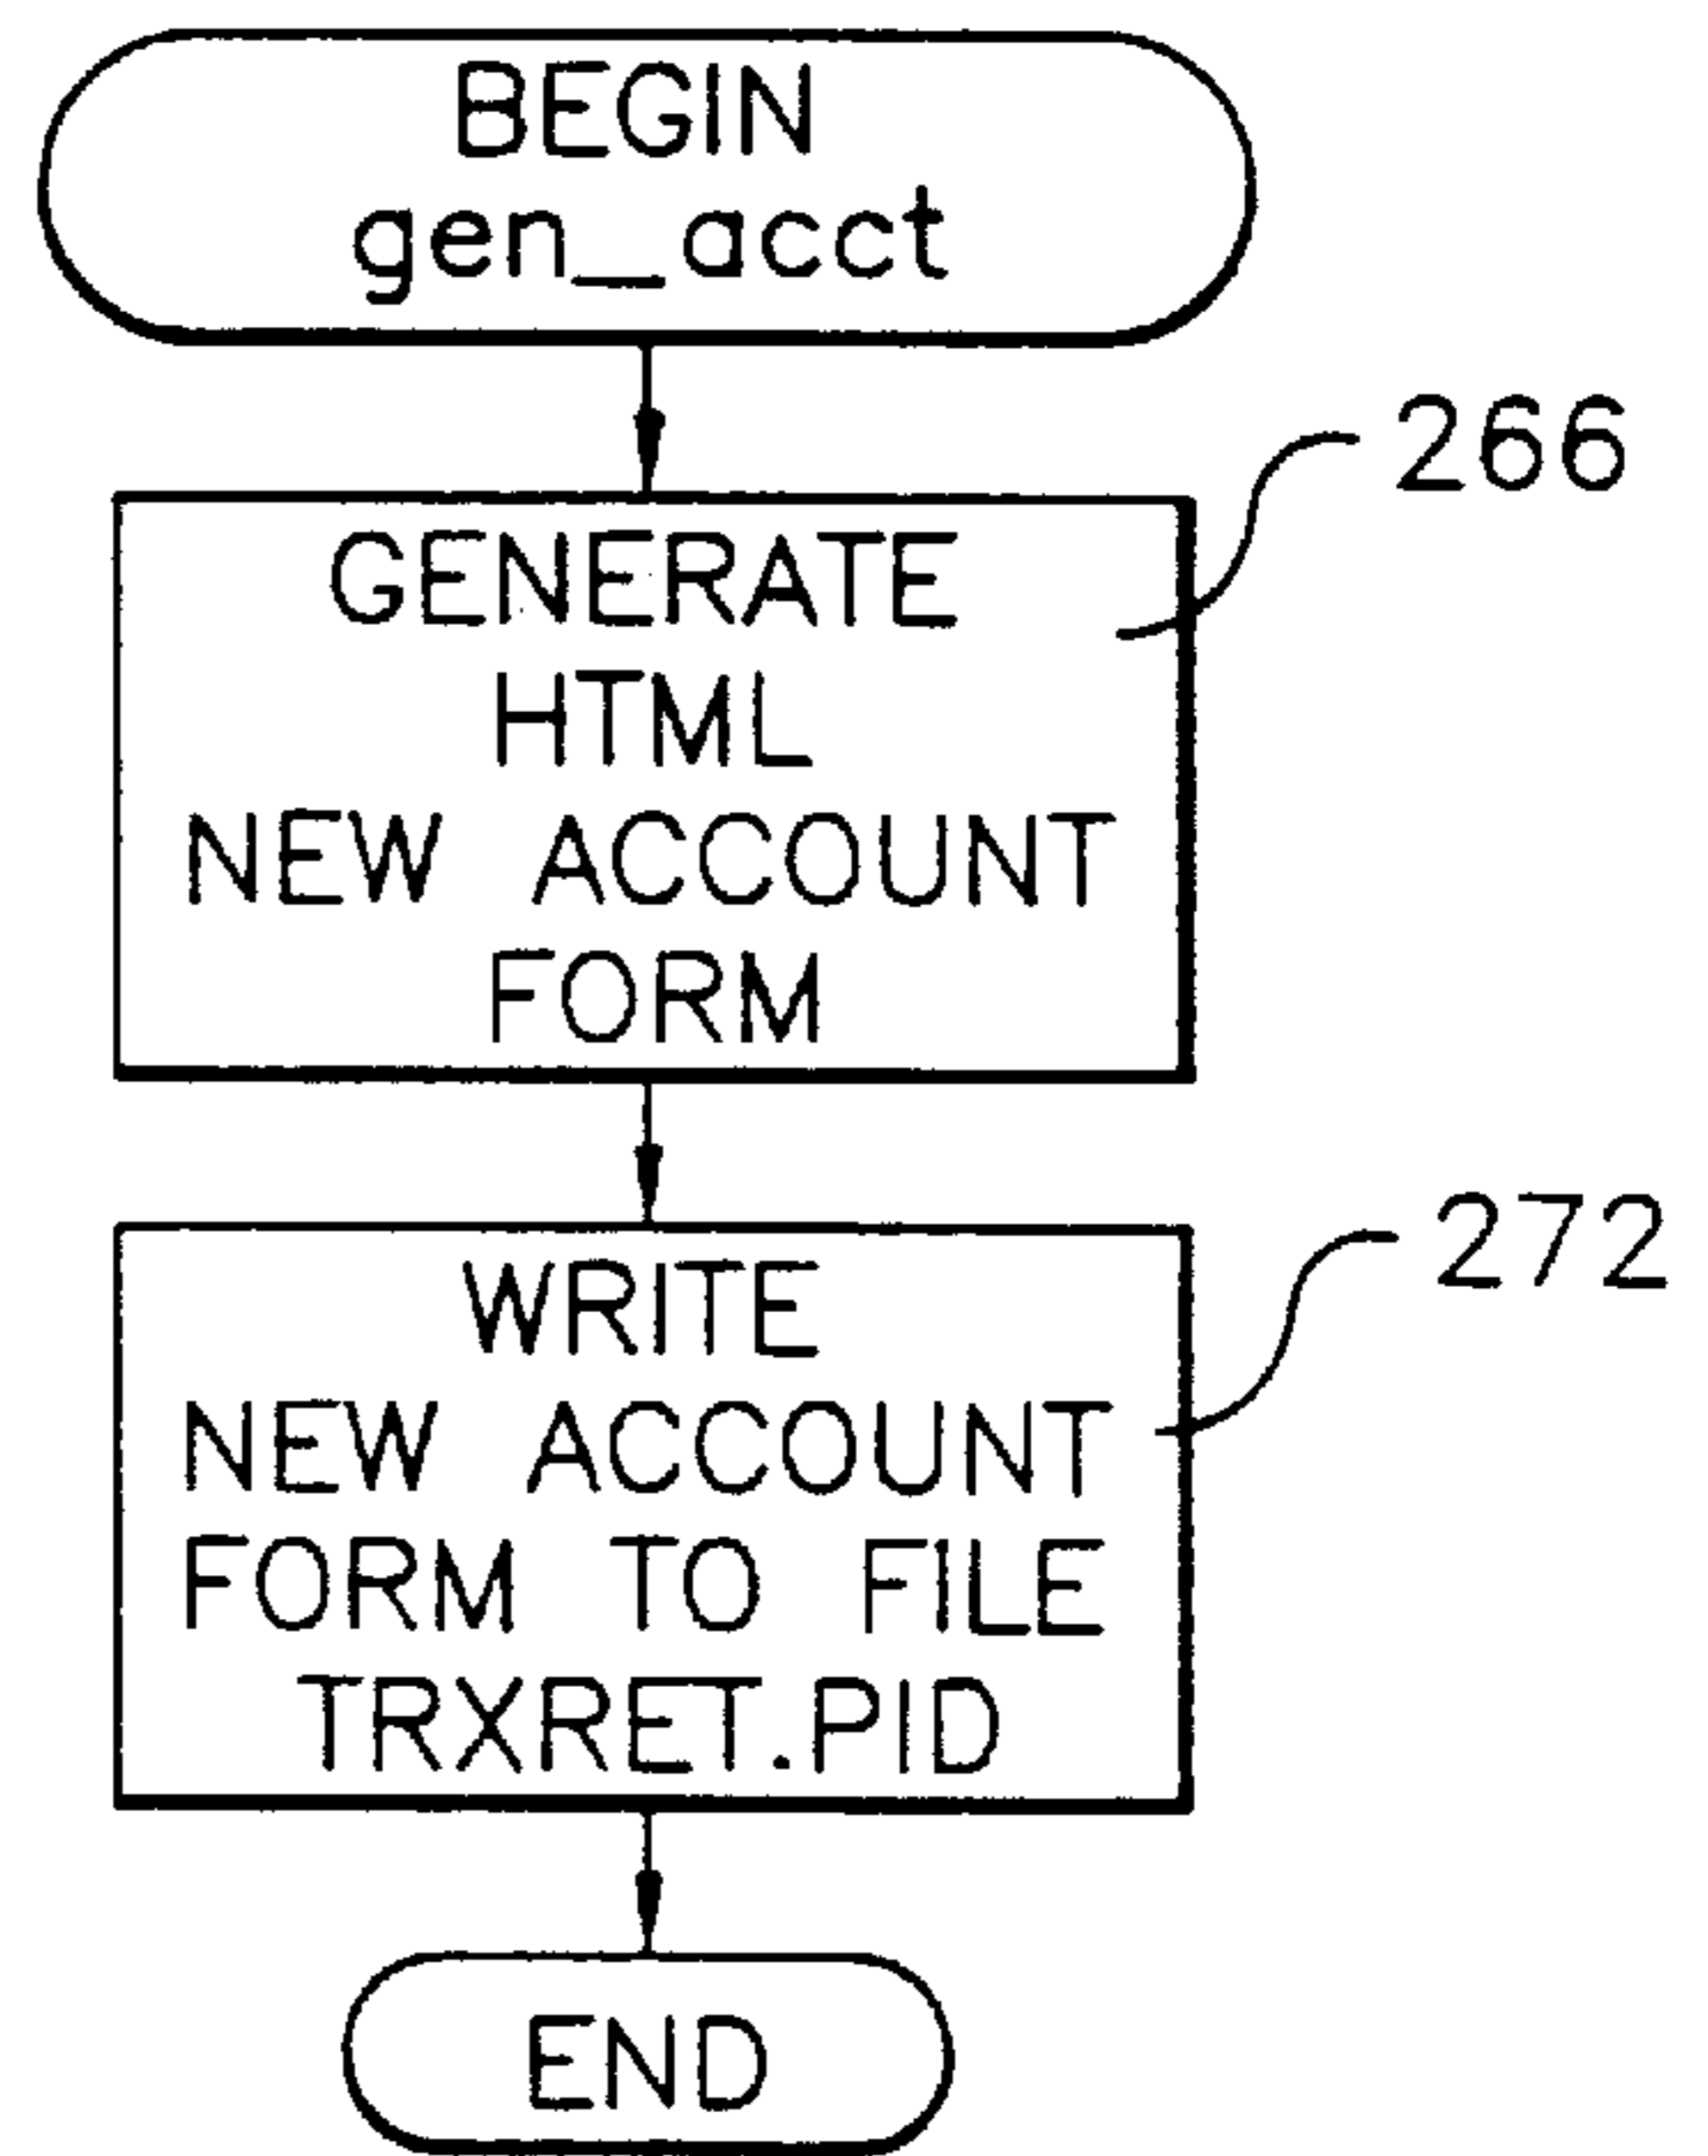 BEGIN
gen_acct
266
GENERATE
HTML
NEW ACCOUNT
FORM
272
WRITE
NEW ACCOUNT
FORM TO FILE
TRXRET.PID
END